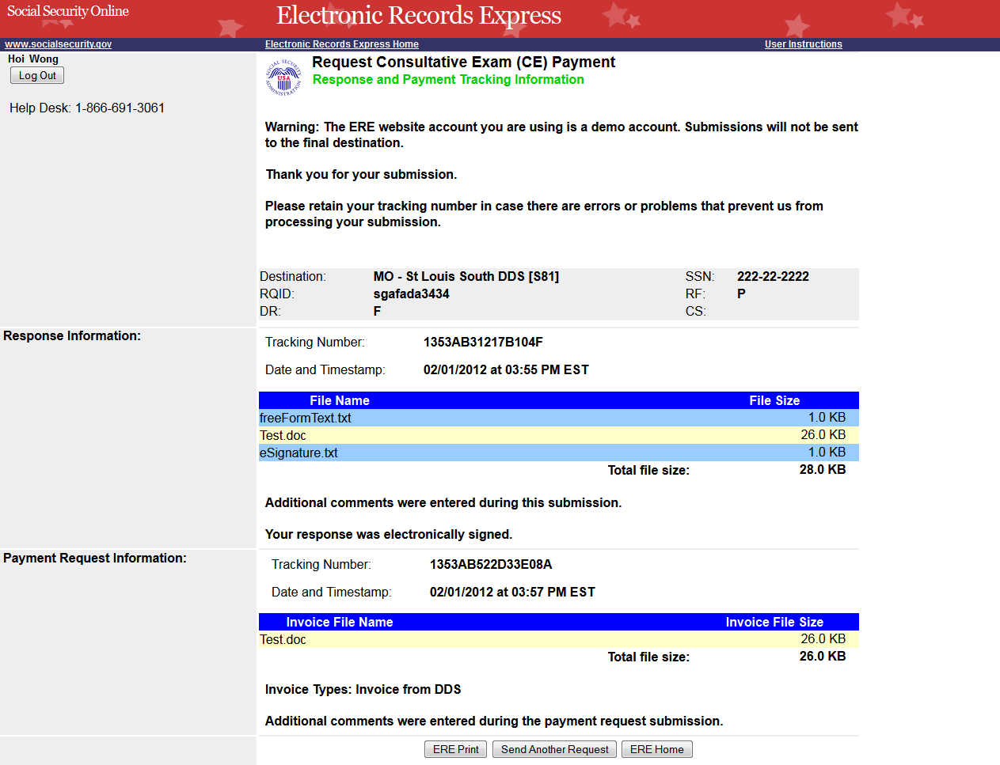 Social Security Online
Electronic Records Express
www.socialsecurity.gov
Electronic Records Express Home
User Instructions
Hoi Wong
Log Out
Help Desk: 1-866-691-3061
SOCIAL SECURITY ADMINISTRATION
USA
Request Consultative Exam (CE) Payment
Response and Payment Tracking Information
Warning: The ERE website account you are using is a demo account. Submissions will not be sent
to the final destination.
Thank you for your submission.
Please retain your tracking number in case there are errors or problems that prevent us from
processing your submission.
Destination: MO - St Louis South DDS [S81] SSN: 222-22-2222
RQID: sgafada3434 RF: P
DR: F CS:
Response Information:
Tracking Number: 1353AB31217B104F
Date and Timestamp: 02/01/2012 at 03:55 PM EST
File Name File Size
freeFormText.txt 1.0 KB
Test.doc 26.0 KB
eSignature.txt 1.0 KB
Total file size: 28.0 KB
Additional comments were entered during this submission.
Your response was electronically signed.
Payment Request Information:
Tracking Number: 1353AB522D33E08A
Date and Timestamp: 02/01/2012 at 03:57 PM EST
Invoice File Name Invoice File Size
Test.doc 26.0 KB
Total file size: 26.0 KB
Invoice Types: Invoice from DDS
Additional comments were entered during the payment request submission.
ERE Print Send Another Request ERE Home